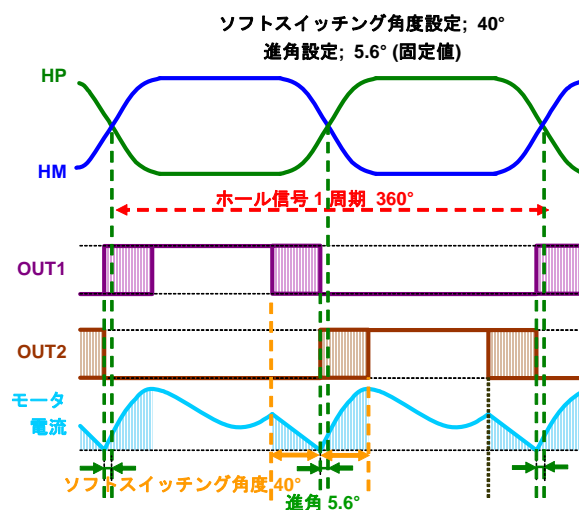 ソフトスイッチング角度設定; 40°
進角設定; 5.6° (固定値)
HP
HM
ホール信号 1 周期 360°
OUT1
OUT2
モータ
電流
ソフトスイッチング角度 40°
進角 5.6°